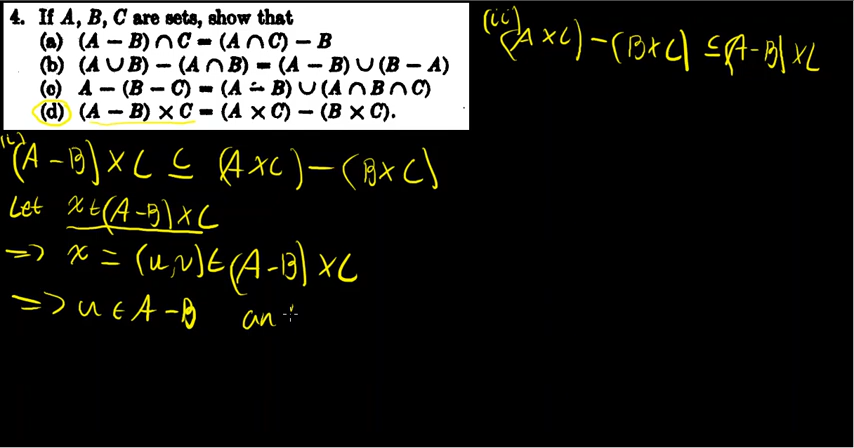 4. If A, B, C are sets, show that
(a) (A − B) ∩ C = (A ∩ C) − B
(b) (A ∪ B) − (A ∩ B) = (A − B) ∪ (B − A)
(c) A − (B − C) = (A − B) ∪ (A ∩ B ∩ C)
(d) (A − B) × C = (A × C) − (B × C).
(i) (A − B) × C ⊆ (A × C) − (B × C)
Let x ∈ (A − B) × C
⇒ x = (u, v) ∈ (A − B) × C
⇒ u ∈ A − B an
(ii) (A × C) − (B × C) ⊆ (A − B) × C